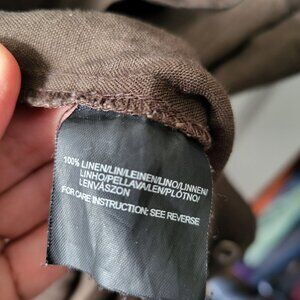 100% LINEN/LIN/LEINEN/LINO/LINNEN/
LINHO/PELLAVA/LEN/PLÓTNO/
LENVÁSZON
FOR CARE INSTRUCTION: SEE REVERSE